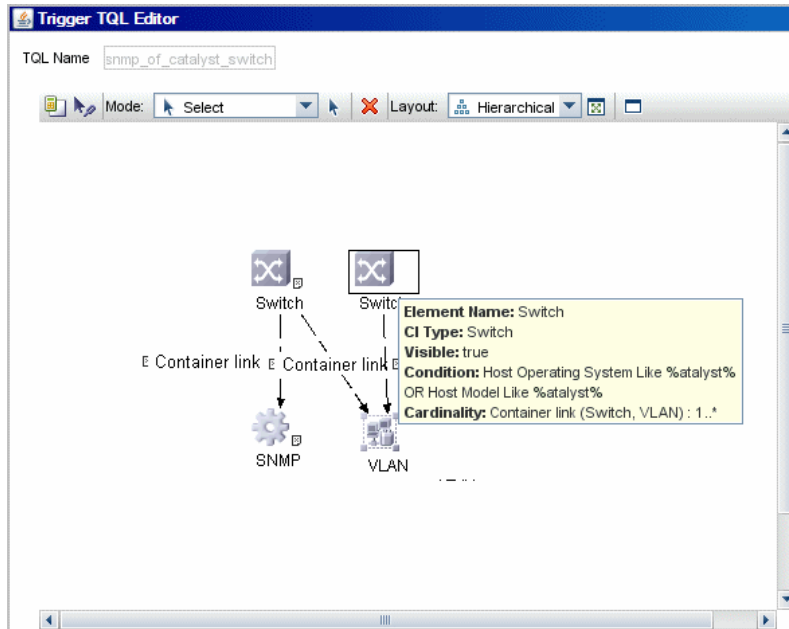 Trigger TQL Editor
TQL Name snmp_of_catalyst_switch
Mode: Select Layout: Hierarchical
Switch Switc
Element Name: Switch
CI Type: Switch
Visible: true
Condition: Host Operating System Like %atalyst%
OR Host Model Like %atalyst%
Cardinality: Container link (Switch, VLAN) : 1..*
E Container link E Container link E
SNMP VLAN